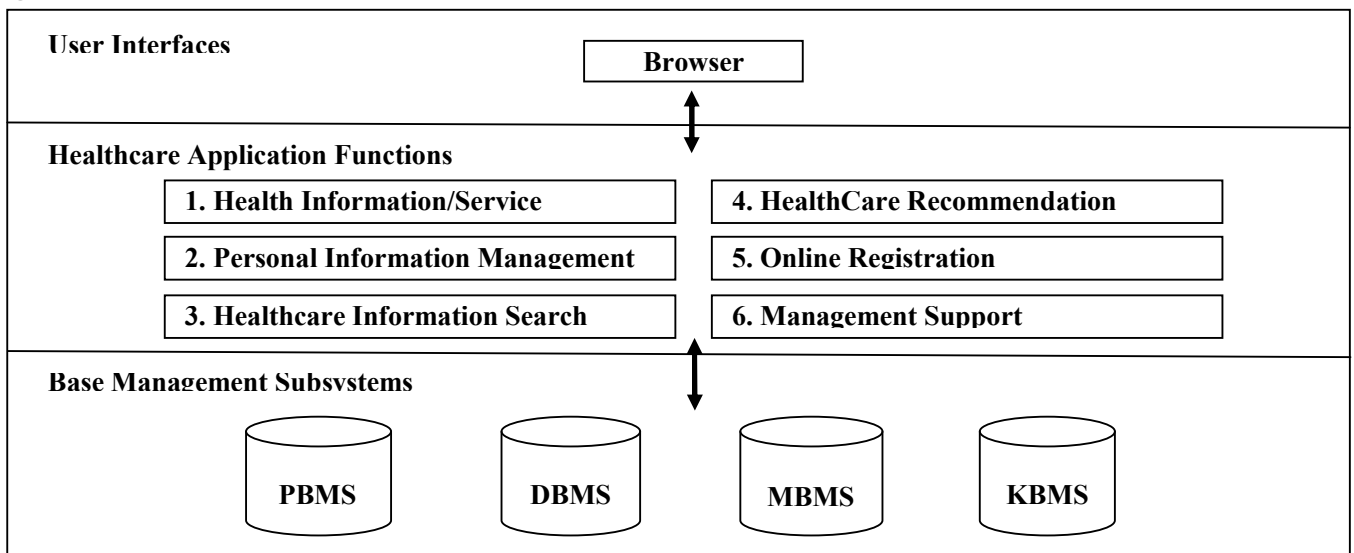 User Interfaces
Browser
Healthcare Application Functions
1. Health Information/Service
4. HealthCare Recommendation
2. Personal Information Management
5. Online Registration
3. Healthcare Information Search
6. Management Support
Base Management Subsystems
PBMS
DBMS
MBMS
KBMS